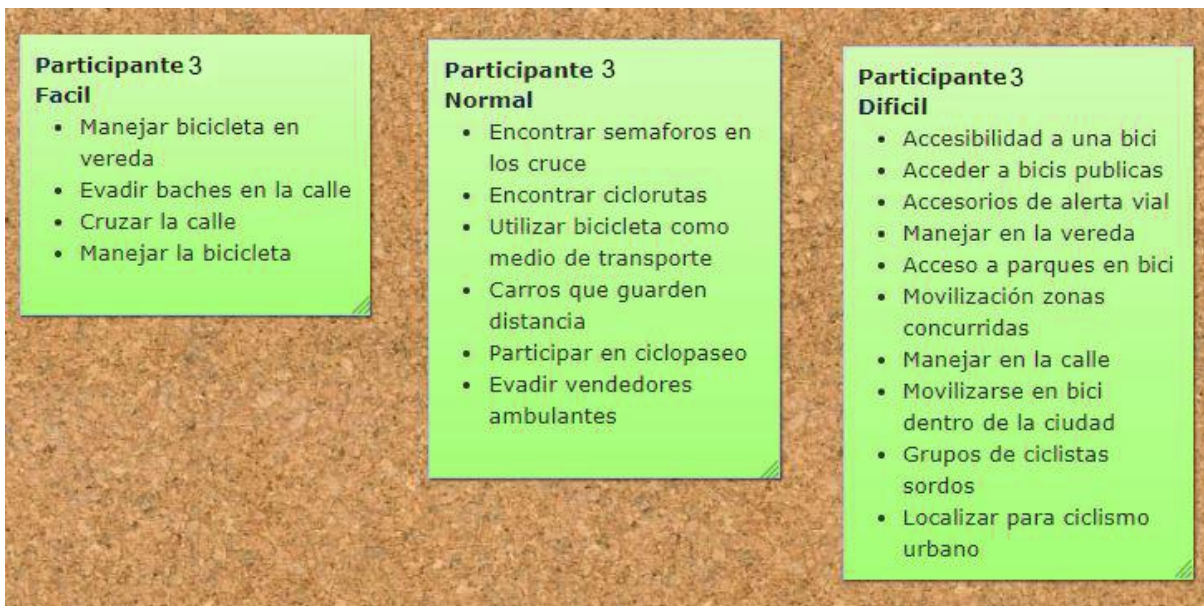 Participante 3
Facil
• Manejar bicicleta en
vereda
• Evadir baches en la calle
• Cruzar la calle
• Manejar la bicicleta
Participante 3
Normal
• Encontrar semaforos en
los cruce
• Encontrar ciclorutas
• Utilizar bicicleta como
medio de transporte
• Carros que guarden
distancia
• Participar en ciclopaseo
• Evadir vendedores
ambulantes
Participante 3
Dificil
• Accesibilidad a una bici
• Acceder a bicis publicas
• Accesorios de alerta vial
• Manejar en la vereda
• Acceso a parques en bici
• Movilización zonas
concurridas
• Manejar en la calle
• Movilizarse en bici
dentro de la ciudad
• Grupos de ciclistas
sordos
• Localizar para ciclismo
urbano